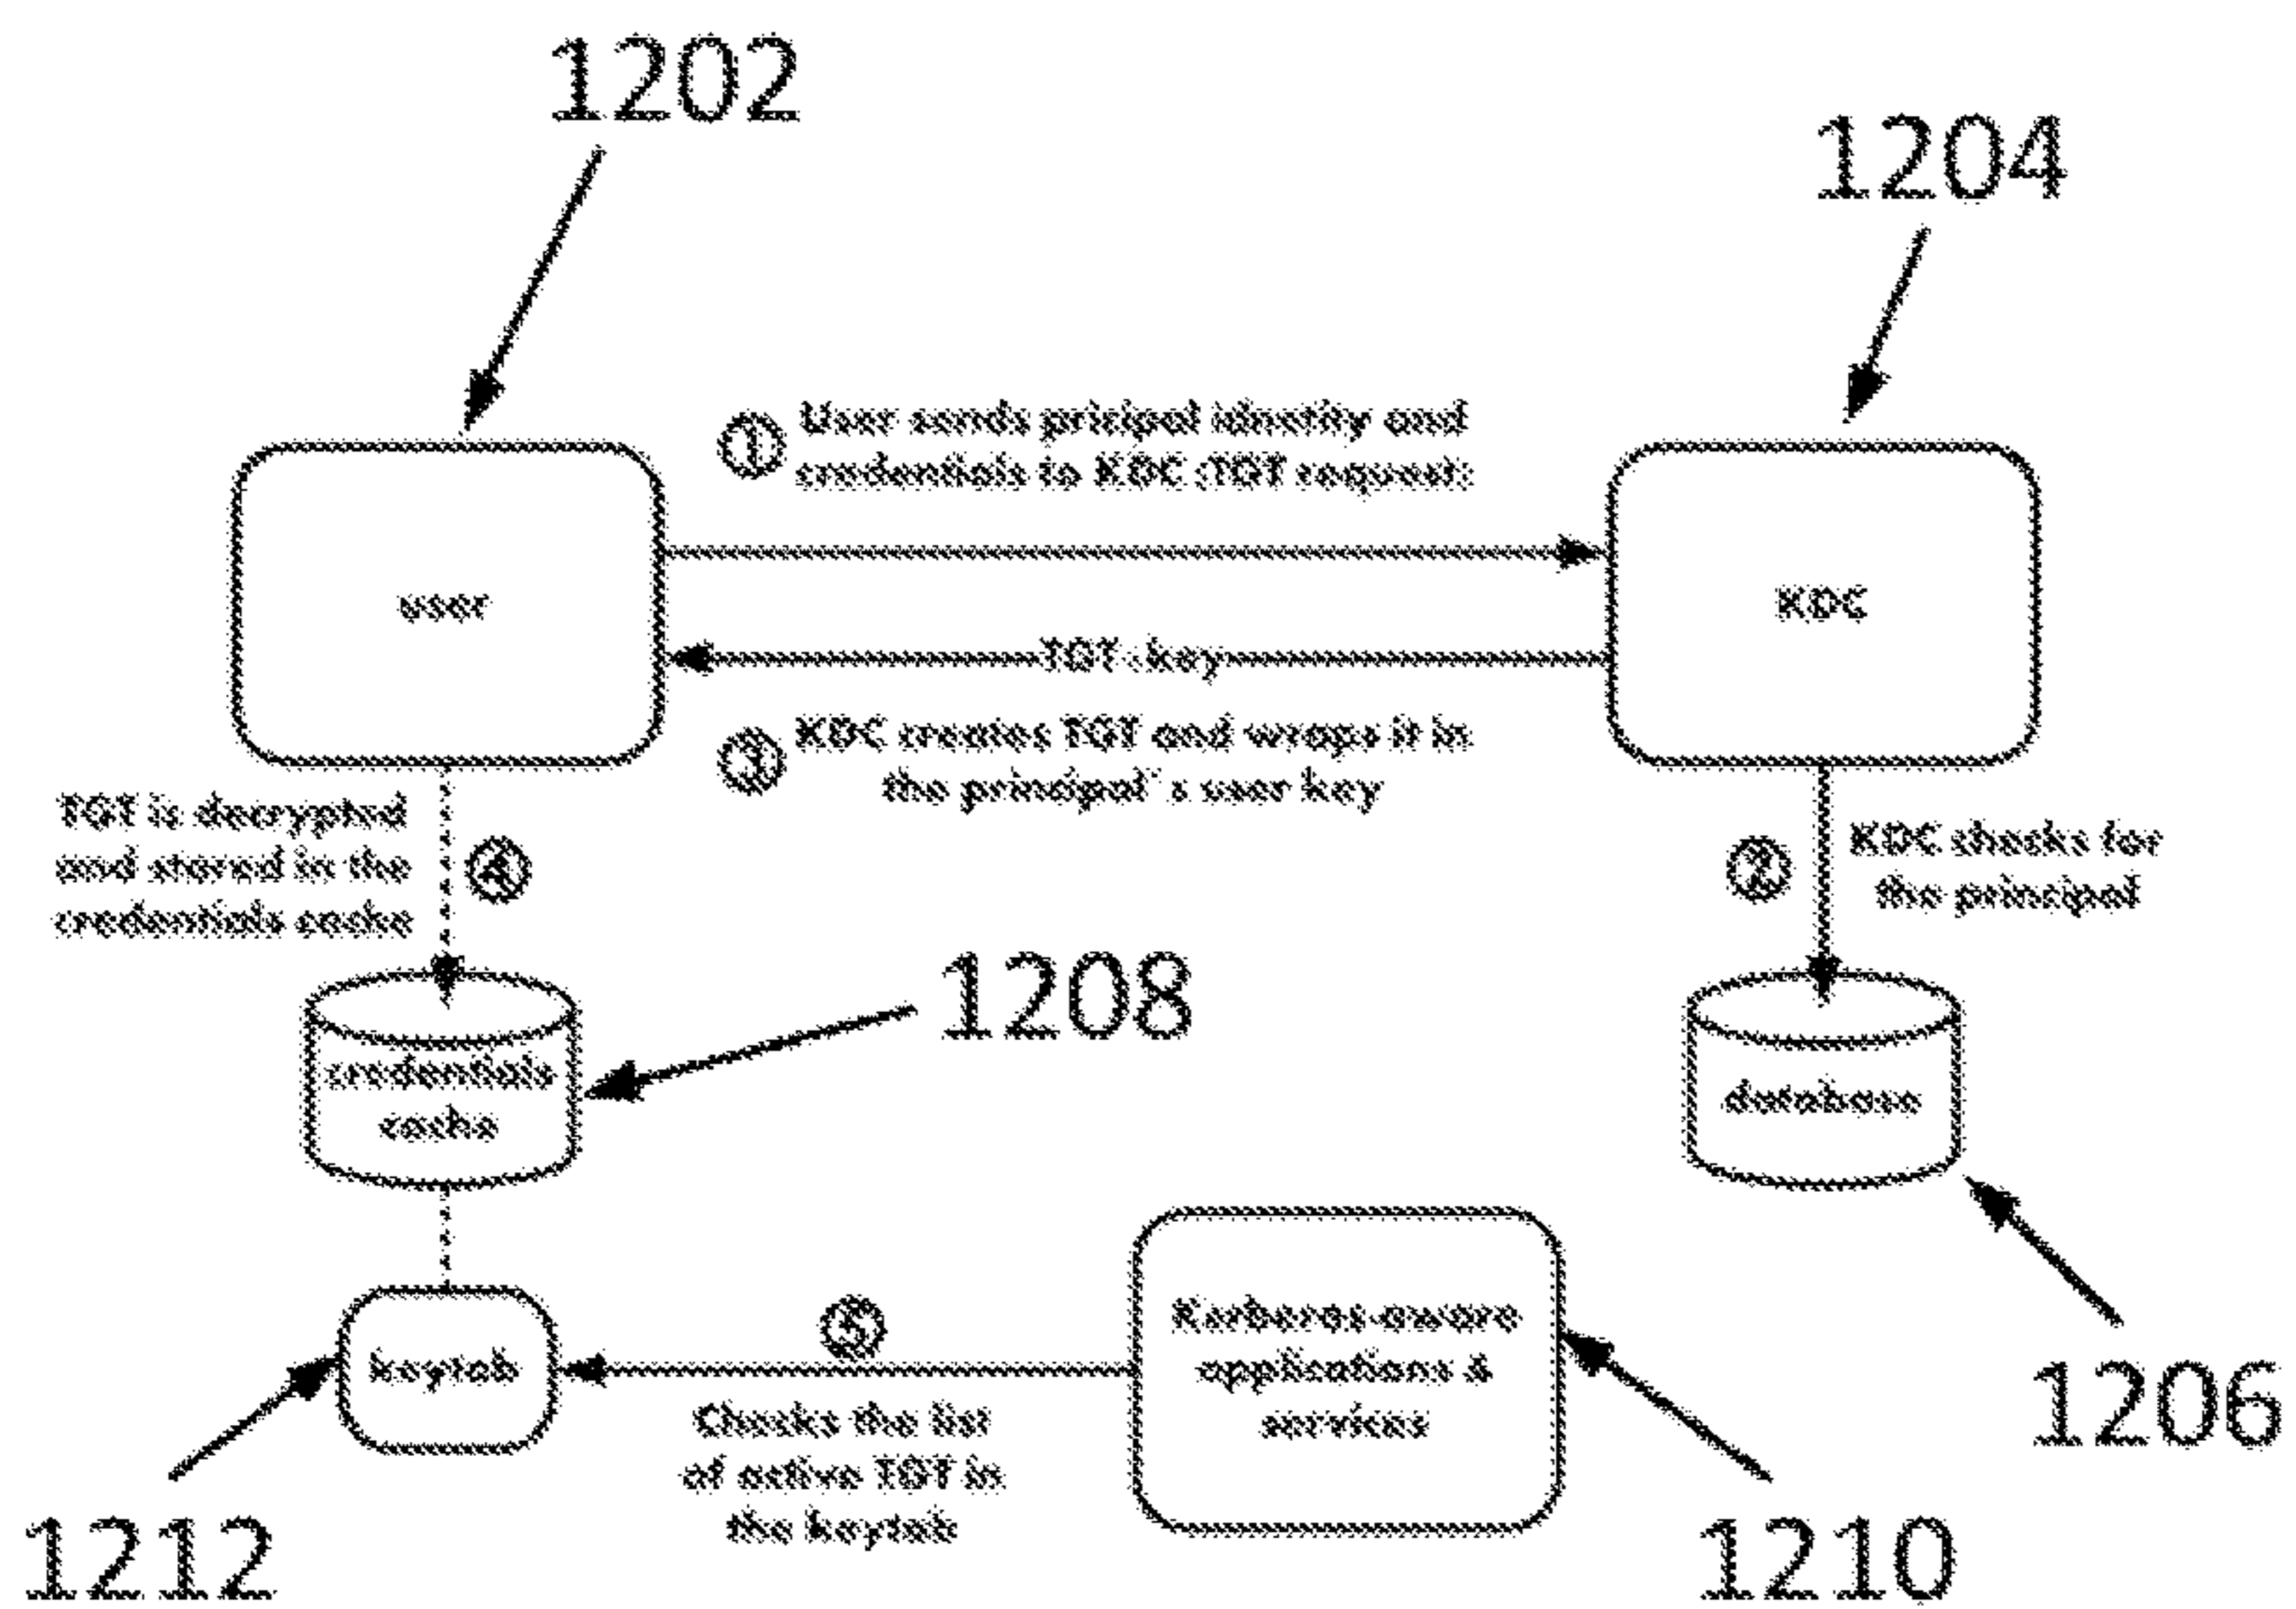 1202
1204
① User sends pricipal identity and
credentials to KDC :TGT request:
user
KDC
TGT :key
③ KDC creates TGT and wraps it in
the principal`s user key
TGT is decrypted
and stored in the
credentials cache
④
②
KDC checks for
the principal
1208
credentials
cache
database
1206
keytab
⑤
Checks the list
of active TGT in
the keytab
Kerberos-aware
applications &
services
1212
1210